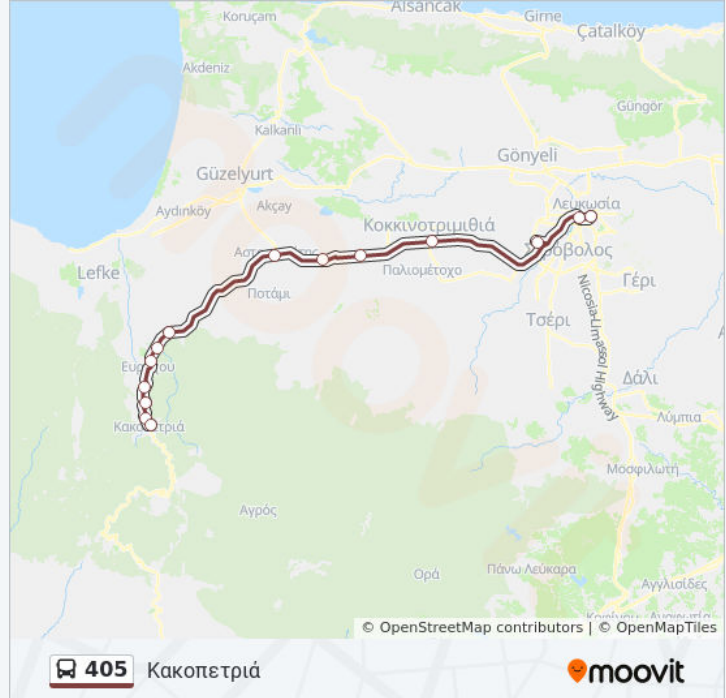 Alsancak
Koruçam
Girne
Çatalköy
Akdeniz
Güngör
Kalkanlı
Gönyeli
Güzelyurt
Akçay
Λευκωσία
Aydınköy
Κοκκινοτριμιθιά
Lefke
Παλιομέτοχο
Γέρι
Ποτάμι
Τσέρι
Nicosia-Limassol Highway
Δάλι
Λύμπια
Κακοπετριά
Μοσφιλωτή
Αγρός
Ορά
Πάνω Λεύκαρα
Αγγλισίδες
© OpenStreetMap contributors | © OpenMapTiles
405 Κακοπετριά
moovit